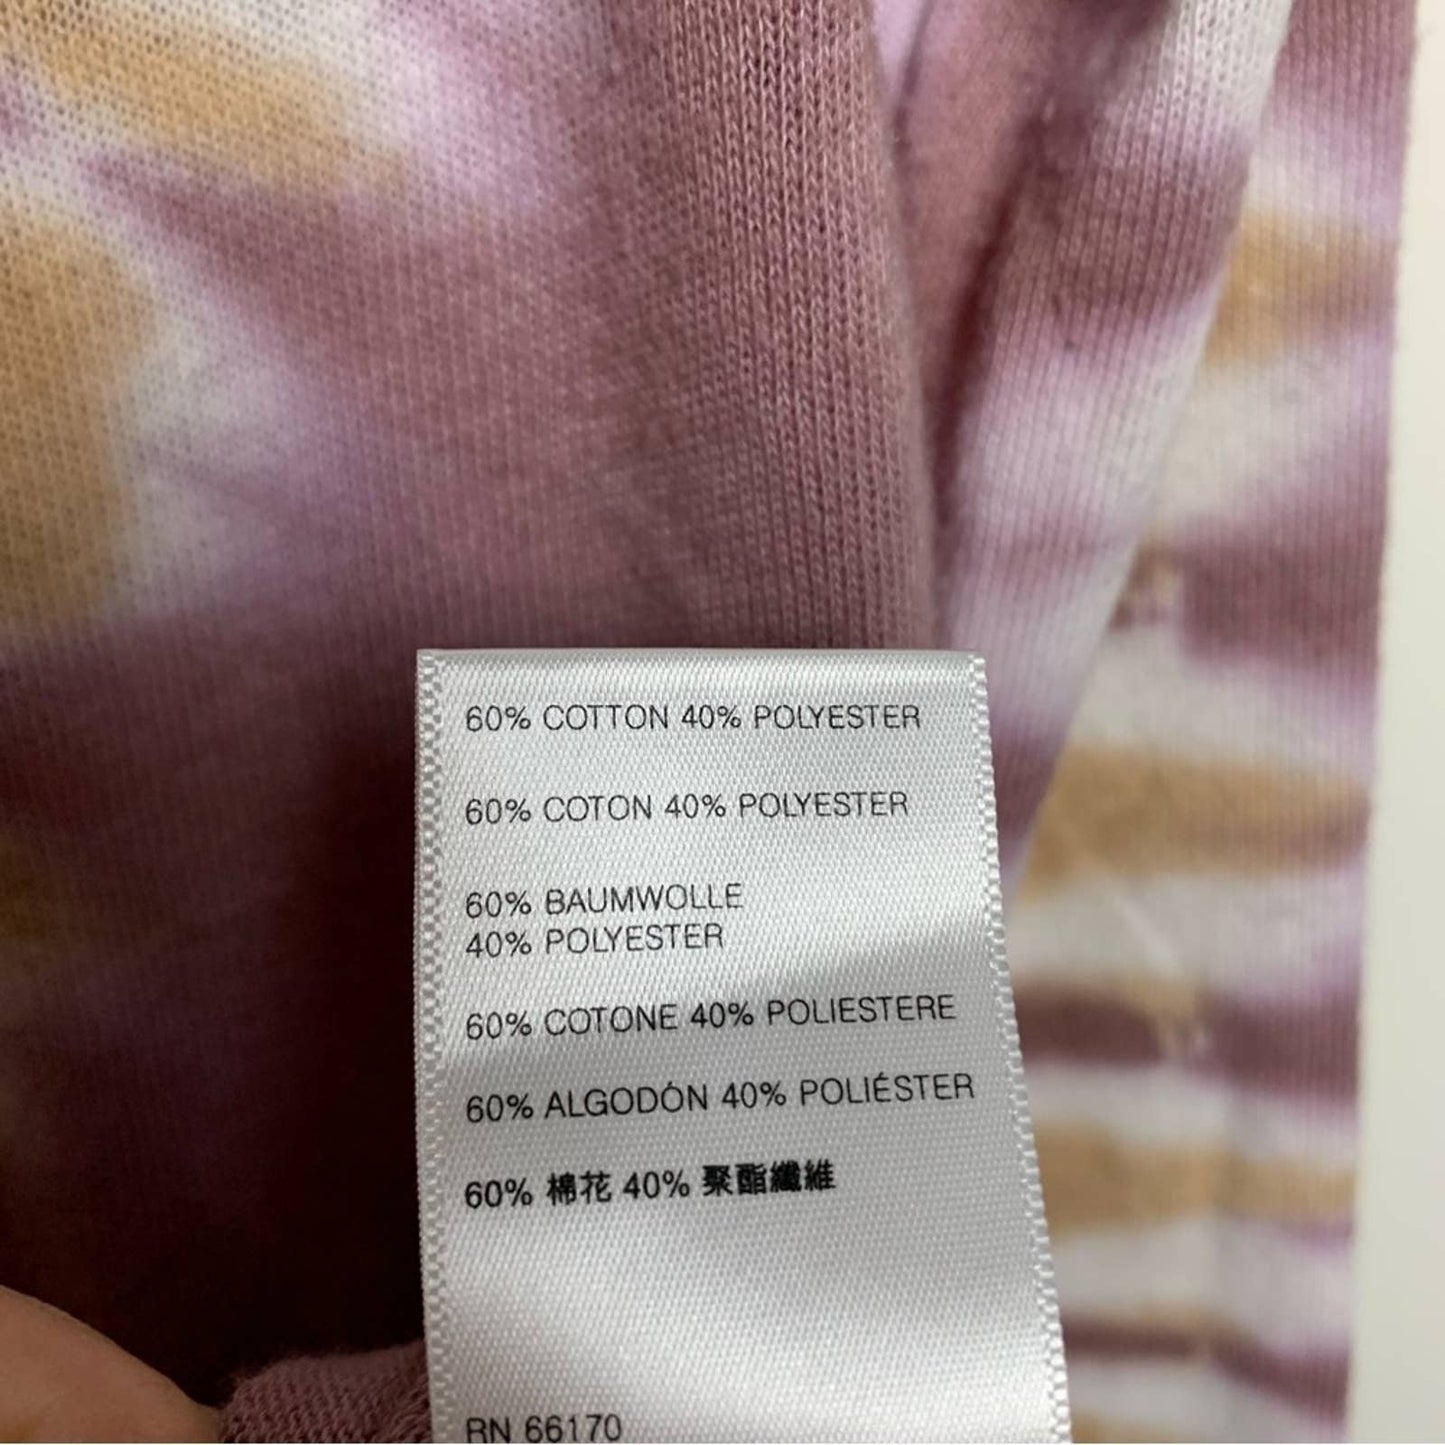 60% COTTON 40% POLYESTER
60% COTON 40% POLYESTER
60% BAUMWOLLE
40% POLYESTER
60% COTONE 40% POLIESTERE
60% ALGODÓN 40% POLIÉSTER
60% 棉花 40% 聚酯纖維
RN 66170